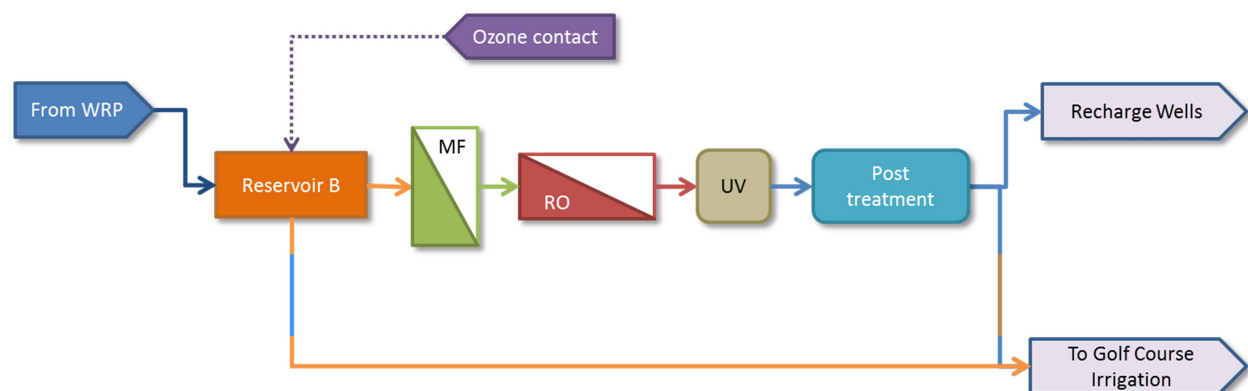 Ozone contact
From WRP
Recharge Wells
MF
Reservoir B
RO
UV
Post
treatment
To Golf Course
Irrigation